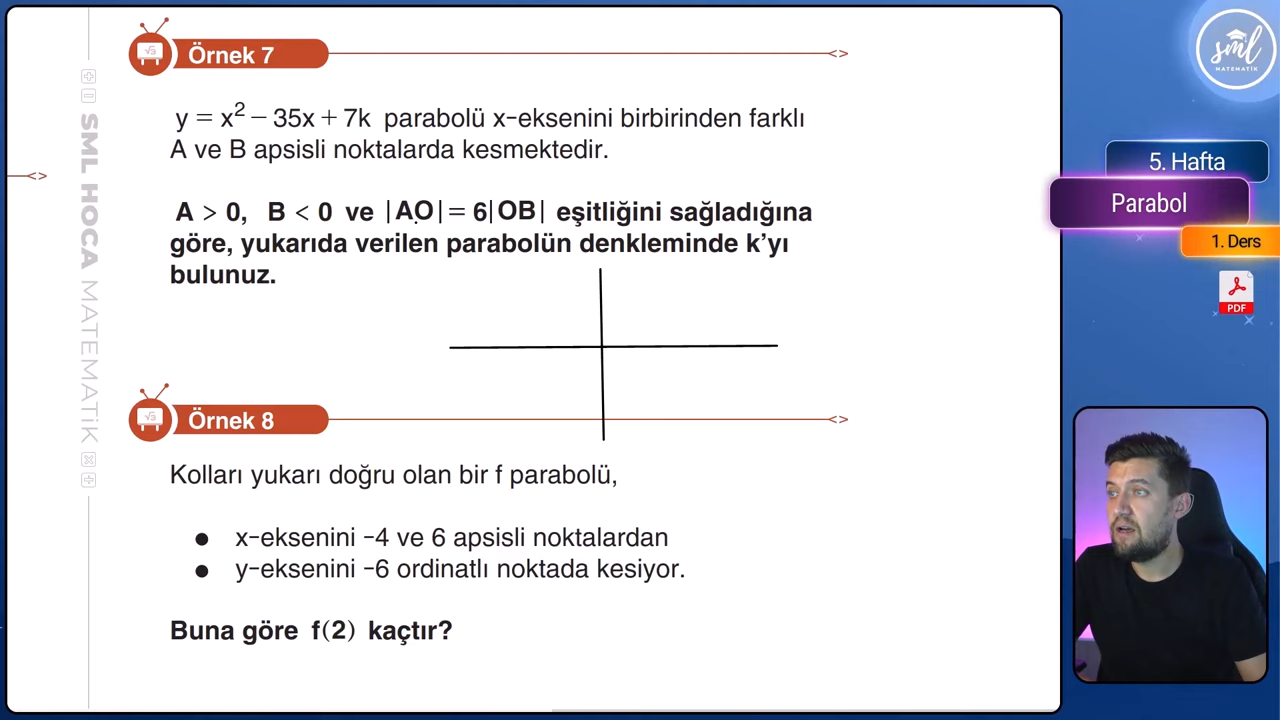 Örnek 7
y = x² − 35x + 7k parabolü x-eksenini birbirinden farklı
A ve B apsisli noktalarda kesmektedir.
A > 0, B < 0 ve |AO| = 6|OB| eşitliğini sağladığına
göre, yukarıda verilen parabolün denkleminde k’yı
bulunuz.
Örnek 8
Kolları yukarı doğru olan bir f parabolü,
● x-eksenini -4 ve 6 apsisli noktalardan
● y-eksenini -6 ordinatlı noktada kesiyor.
Buna göre f(2) kaçtır?
SML HOCA MATEMATİK
sml
MATEMATİK
5. Hafta
Parabol
1. Ders
PDF